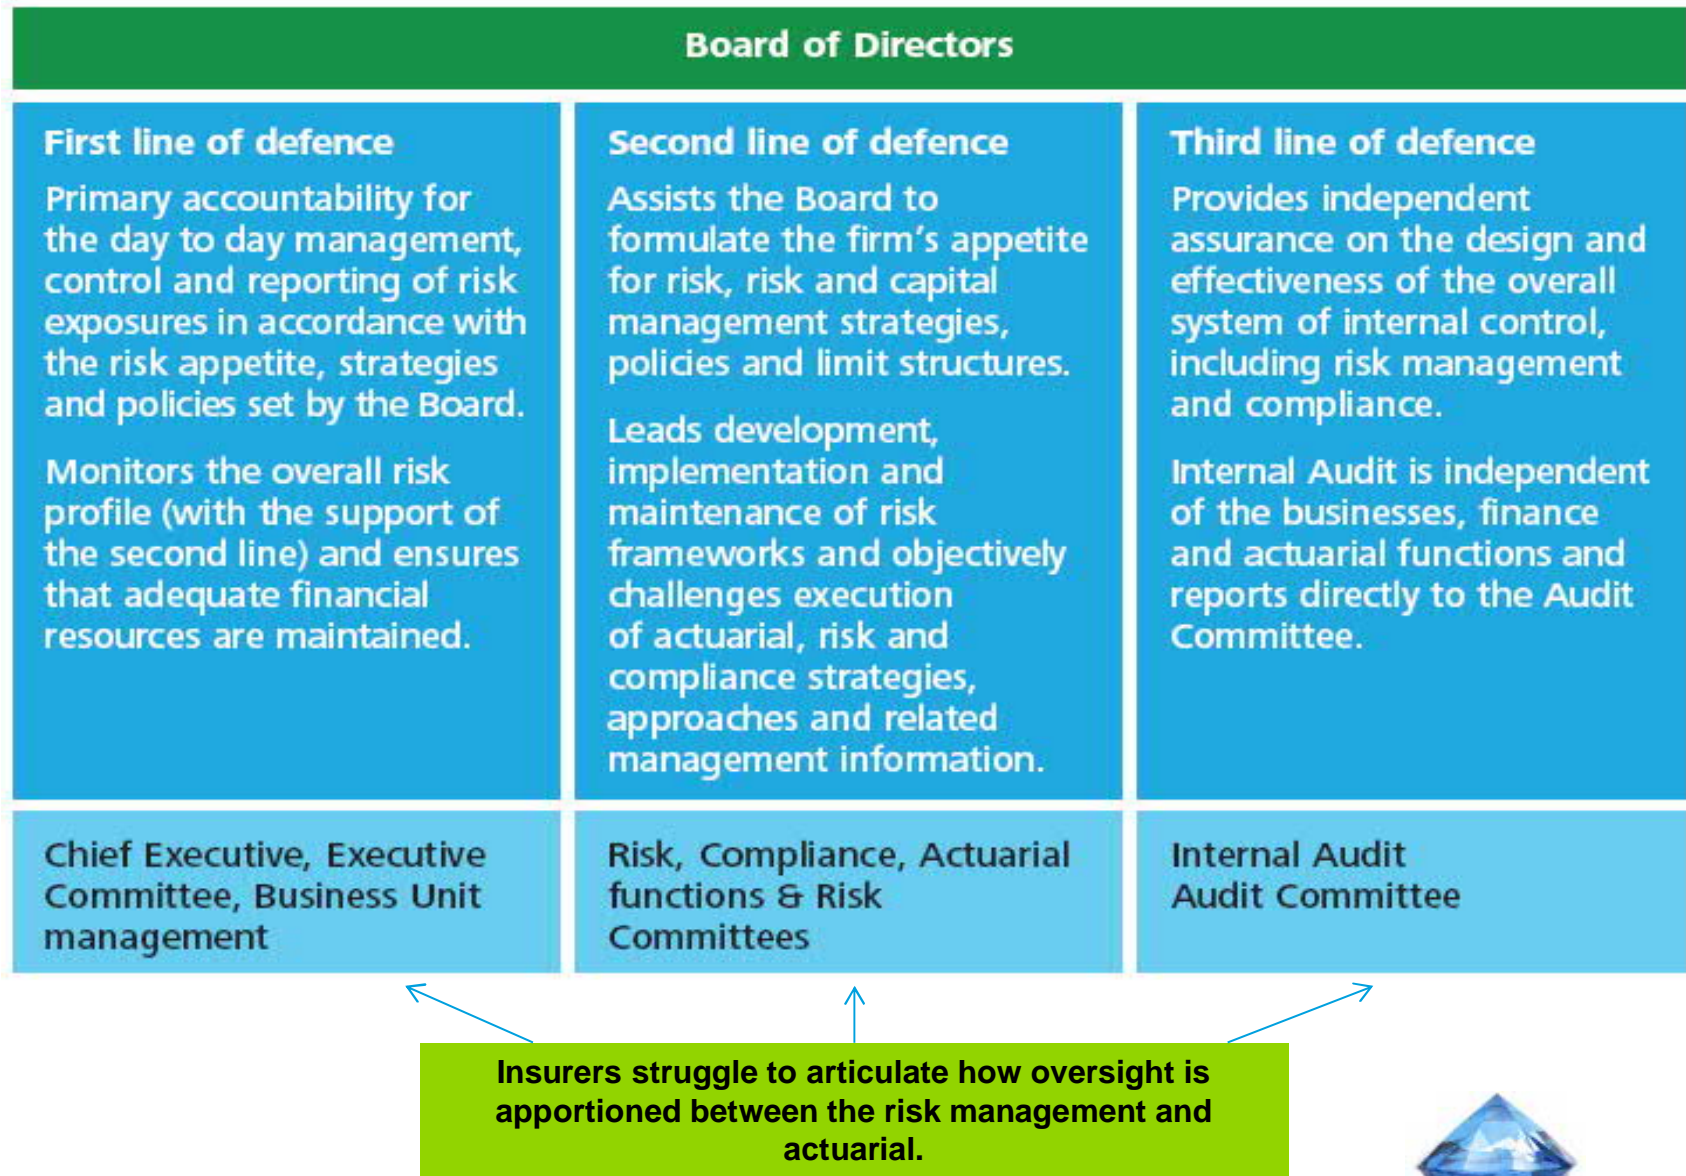 Board of Directors
First line of defence
Primary accountability for
the day to day management,
control and reporting of risk
exposures in accordance with
the risk appetite, strategies
and policies set by the Board.
Monitors the overall risk
profile (with the support of
the second line) and ensures
that adequate financial
resources are maintained.
Second line of defence
Assists the Board to
formulate the firm's appetite
for risk, risk and capital
management strategies,
policies and limit structures.
Leads development,
implementation and
maintenance of risk
frameworks and objectively
challenges execution
of actuarial, risk and
compliance strategies,
approaches and related
management information.
Third line of defence
Provides independent
assurance on the design and
effectiveness of the overall
system of internal control,
including risk management
and compliance.
Internal Audit is independent
of the businesses, finance
and actuarial functions and
reports directly to the Audit
Committee.
Chief Executive, Executive
Committee, Business Unit
management
Risk, Compliance, Actuarial
functions & Risk
Committees
Internal Audit
Audit Committee
Insurers struggle to articulate how oversight is
apportioned between the risk management and
actuarial.